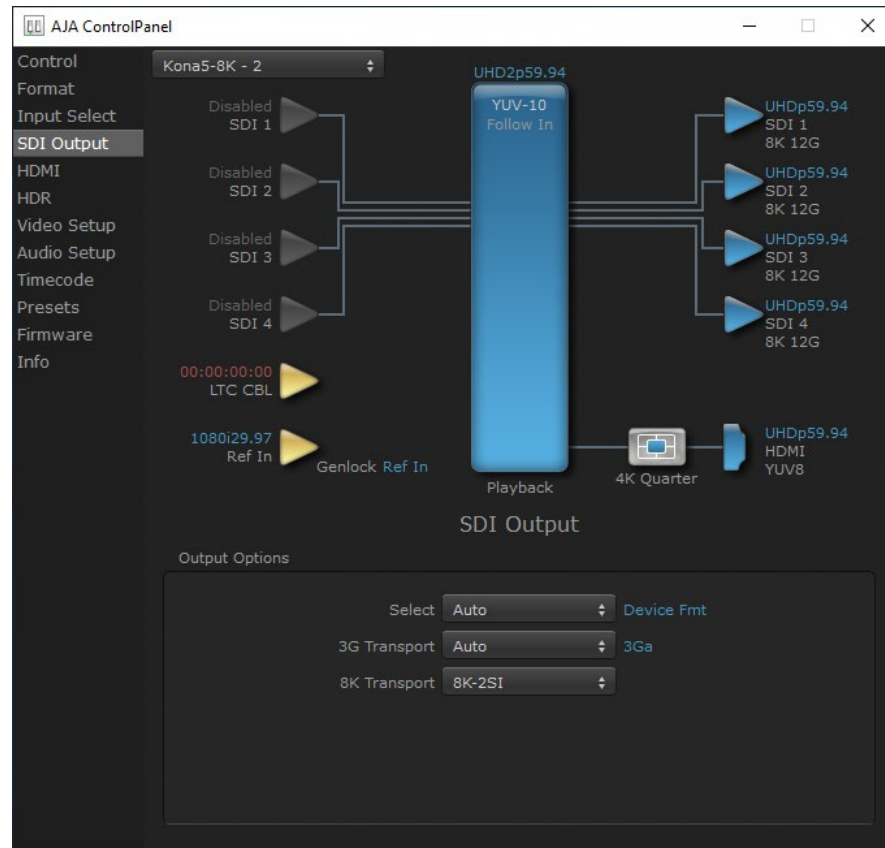 AJA ControlPanel
Control
Format
Input Select
SDI Output
HDMI
HDR
Video Setup
Audio Setup
Timecode
Presets
Firmware
Info
Kona5-8K - 2
UHD2p59.94
YUV-10
Follow In
Disabled
SDI 1
Disabled
SDI 2
Disabled
SDI 3
Disabled
SDI 4
00:00:00:00
LTC CBL
1080i29.97
Ref In
Genlock Ref In
UHDp59.94
SDI 1
8K 12G
UHDp59.94
SDI 2
8K 12G
UHDp59.94
SDI 3
8K 12G
UHDp59.94
SDI 4
8K 12G
UHDp59.94
HDMI
YUV8
4K Quarter
Playback
SDI Output
Output Options
Select Auto Device Fmt
3G Transport Auto 3Ga
8K Transport 8K-2SI